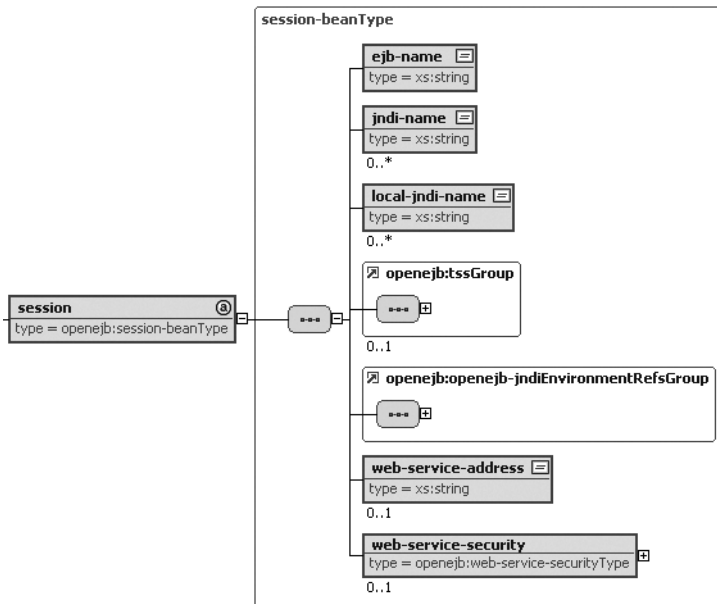 session-beanType
ejb-name
type = xs:string
jndi-name
type = xs:string
0..*
local-jndi-name
type = xs:string
0..*
openejb:tssGroup
0..1
session
a
type = openejb:session-beanType
openejb:openejb-jndiEnvironmentRefsGroup
web-service-address
type = xs:string
0..1
web-service-security
type = openejb:web-service-securityType
0..1